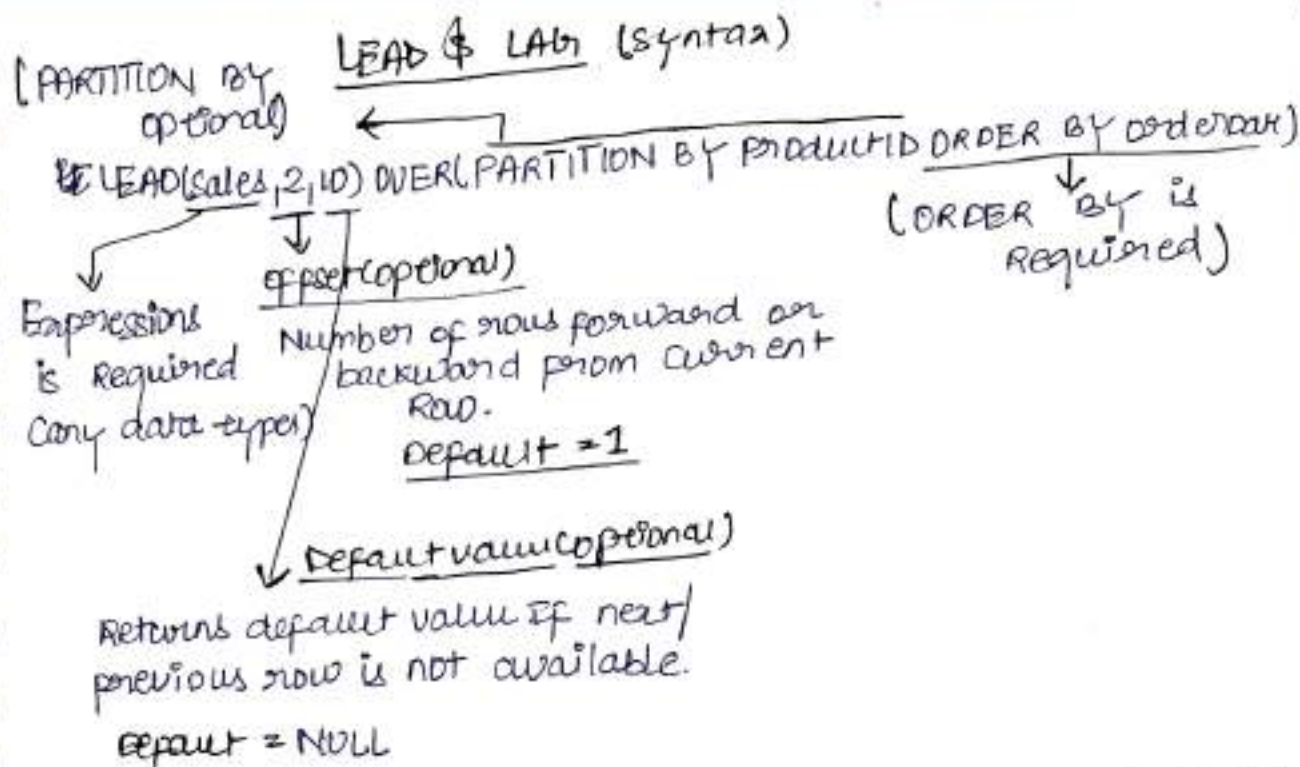 LEAD & LAG (Syntax)
(PARTITION BY
optional)
LEAD(sales,2,10) OVER(PARTITION BY ProductID ORDER BY orderdar)
(ORDER BY is
Required)
offset(optional)
Expressions
is Required
(any data types)
Number of rows forward or
backward from current
Row.
Default = 1
Default value(optional)
Returns default value If next/
previous row is not available.
Default = NULL